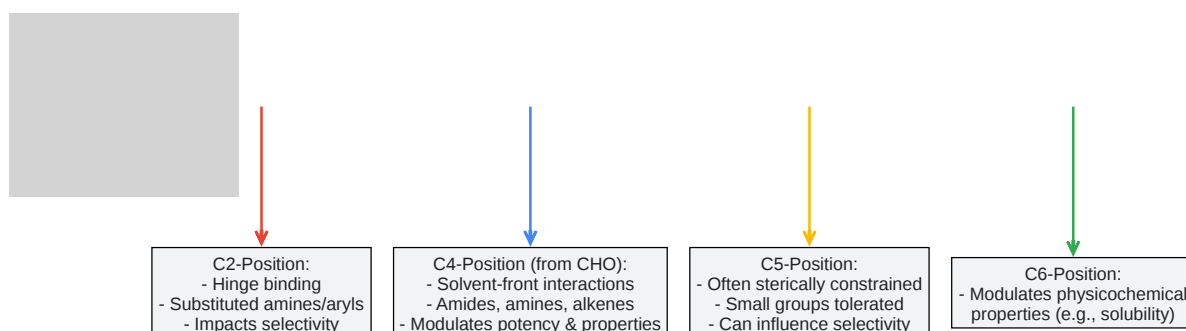 C2-Position:
- Hinge binding
- Substituted amines/aryls
- Impacts selectivity
C4-Position (from CHO):
- Solvent-front interactions
- Amides, amines, alkenes
- Modulates potency & properties
C5-Position:
- Often sterically constrained
- Small groups tolerated
- Can influence selectivity
C6-Position:
- Modulates physicochemical
properties (e.g., solubility)